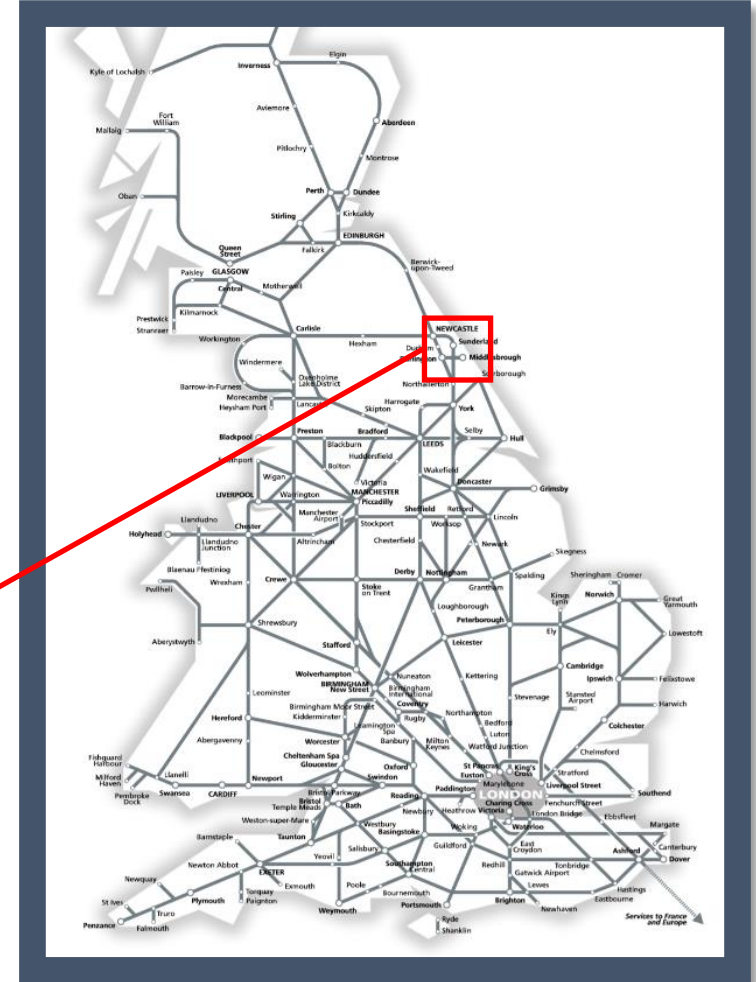 Elgin
Inverness
Kyle of Lochalsh
Aviemore
Fort
William
Aberdeen
Mallaig
Pitlochry
Montrose
Perth
Dundee
Oban
Stirling
Kirkcaldy
EDINBURGH
Queen
Street
Falkirk
Berwick-
upon-Tweed
Paisley
GLASGOW
Central
Motherwell
Prestwick
Kilmarnock
Stranraer
Carlisle
NEWCASTLE
Workington
Hexham
Sunderland
Durham
Darlington
Middlesbrough
Windermere
Scarborough
Oxenholme
Lake District
Northallerton
Barrow-in-Furness
Morecambe
Heysham Port
Lancaster
Harrogate
York
Skipton
Blackpool
Preston
Bradford
Selby
Blackburn
LEEDS
Hull
Huddersfield
Southport
Bolton
Wakefield
Wigan
Victoria
Doncaster
MANCHESTER
Piccadilly
Grimsby
LIVERPOOL
Warrington
Manchester
Airport
Sheffield
Retford
Llandudno
Stockport
Worksop
Lincoln
Holyhead
Chester
Llandudno
Junction
Altrincham
Chesterfield
Newark
Skegness
Blaenau Ffestiniog
Derby
Nottingham
Spalding
Sheringham
Cromer
Pwllheli
Wrexham
Crewe
Stoke
on Trent
Grantham
Kings
Lynn
Norwich
Great
Yarmouth
Loughborough
Shrewsbury
Peterborough
Ely
Lowestoft
Aberystwyth
Stafford
Leicester
Wolverhampton
Cambridge
BIRMINGHAM
New Street
Nuneaton
Kettering
Ipswich
Felixstowe
Birmingham
International
Leominster
Stevenage
Stansted
Airport
Birmingham Moor Street
Coventry
Harwich
Hereford
Kidderminster
Rugby
Northampton
Leamington
Spa
Bedford
Colchester
Abergavenny
Worcester
Banbury
Milton
Keynes
Luton
Watford Junction
Chelmsford
Cheltenham Spa
Fishguard
Harbour
Gloucester
Oxford
St Pancras
King's
Cross
Euston
Stratford
Milford
Haven
Llanelli
Newport
Swindon
Paddington
Marylebone
Liverpool Street
Pembroke
Dock
Swansea
CARDIFF
Bristol Parkway
Reading
LONDON
Southend
Bristol
Temple Meads
Bath
Newbury
Heathrow
Victoria
Charing Cross
Fenchurch Street
Weston-super-Mare
London Bridge
Ebbsfleet
Westbury
Woking
Waterloo
Margate
Barnstaple
Taunton
Basingstoke
Salisbury
Guildford
East
Croydon
Canterbury
Newton Abbot
Yeovil
Southampton
Central
Redhill
Tonbridge
Ashford
Dover
EXETER
Gatwick Airport
Newquay
Exmouth
Poole
Lewes
Hastings
Torquay
Paignton
Bournemouth
Eastbourne
St Ives
Plymouth
Weymouth
Portsmouth
Brighton
Newhaven
Truro
Penzance
Falmouth
Ryde
Shanklin
Services to France
and Europe